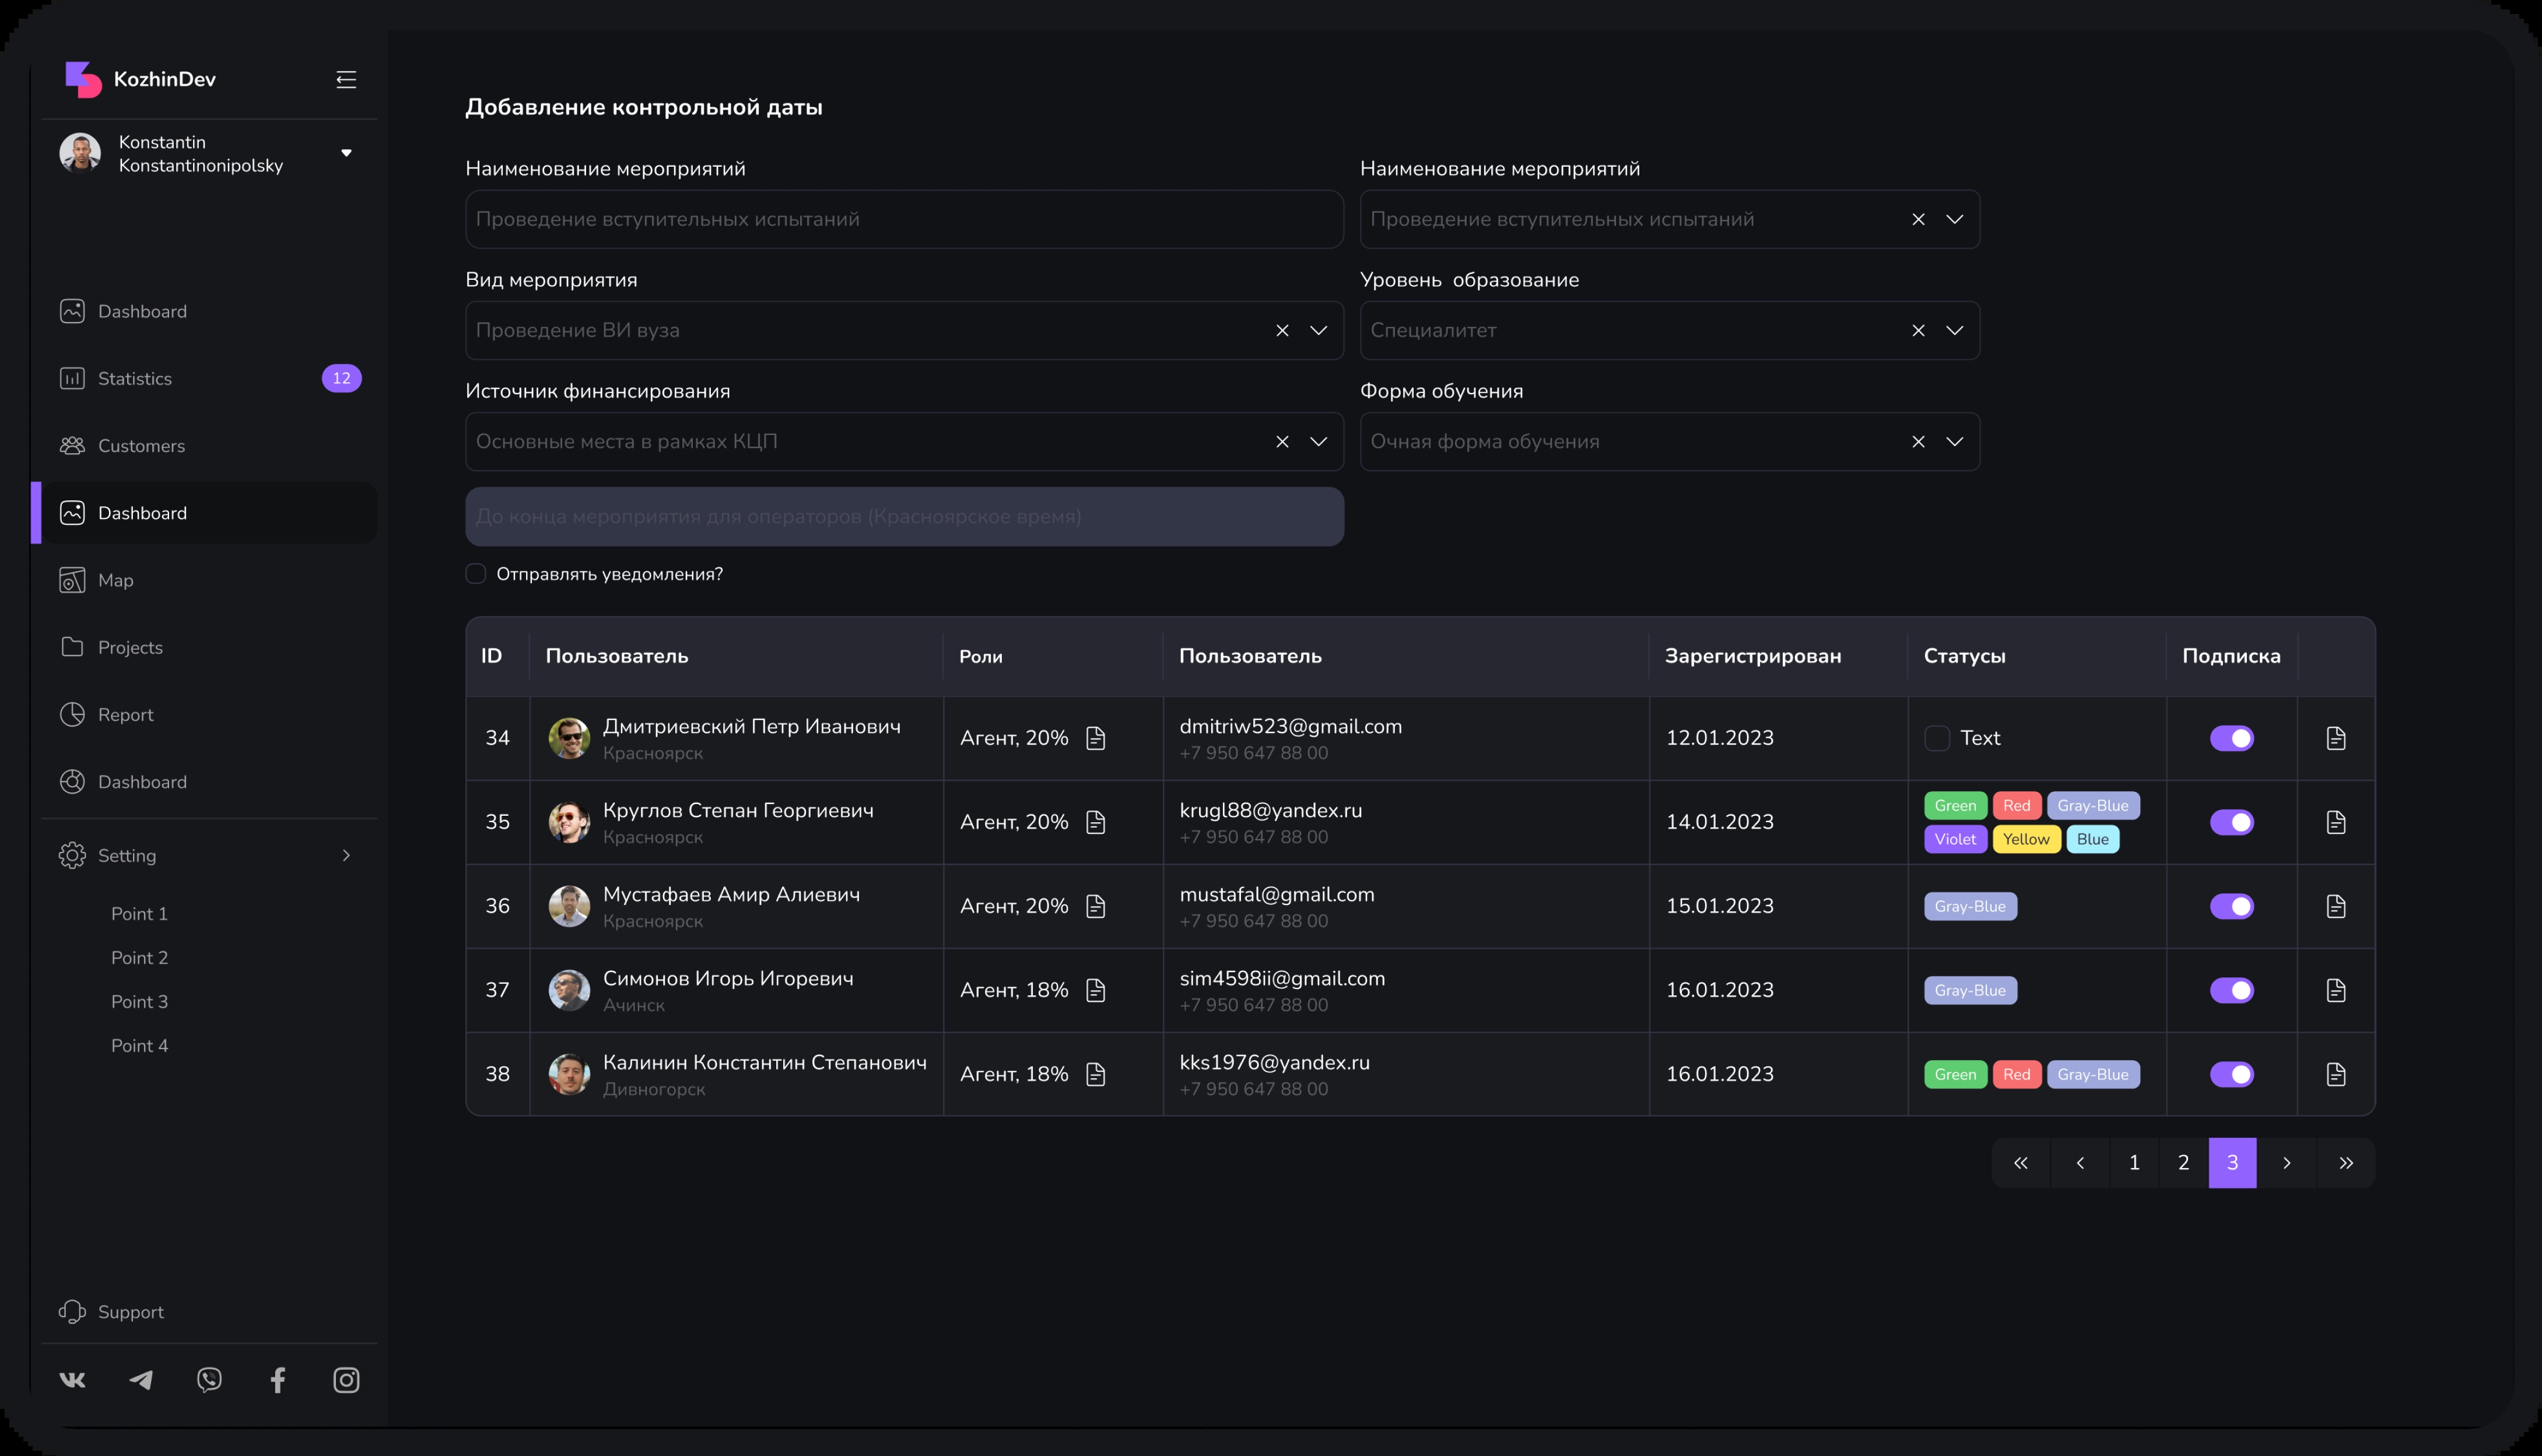 KozhinDev
Konstantin
Konstantinonipolsky
Dashboard
Statistics 12
Customers
Dashboard
Map
Projects
Report
Dashboard
Setting
Point 1
Point 2
Point 3
Point 4
Support
Добавление контрольной даты
Наименование мероприятий Наименование мероприятий
Проведение вступительных испытаний Проведение вступительных испытаний
Вид мероприятия Уровень образование
Проведение ВИ вуза Специалитет
Источник финансирования Форма обучения
Основные места в рамках КЦП Очная форма обучения
До конца мероприятия для операторов (Красноярское время)
Отправлять уведомления?
ID Пользователь Роли Пользователь Зарегистрирован Статусы Подписка
34 Дмитриевский Петр Иванович Агент, 20% dmitriw523@gmail.com 12.01.2023 Text
Красноярск +7 950 647 88 00
35 Круглов Степан Георгиевич Агент, 20% krugl88@yandex.ru 14.01.2023 Green Red Gray-Blue
Красноярск +7 950 647 88 00 Violet Yellow Blue
36 Мустафаев Амир Алиевич Агент, 20% mustafal@gmail.com 15.01.2023 Gray-Blue
Красноярск +7 950 647 88 00
37 Симонов Игорь Игоревич Агент, 18% sim4598ii@gmail.com 16.01.2023 Gray-Blue
Ачинск +7 950 647 88 00
38 Калинин Константин Степанович Агент, 18% kks1976@yandex.ru 16.01.2023 Green Red Gray-Blue
Дивногорск +7 950 647 88 00
1 2 3